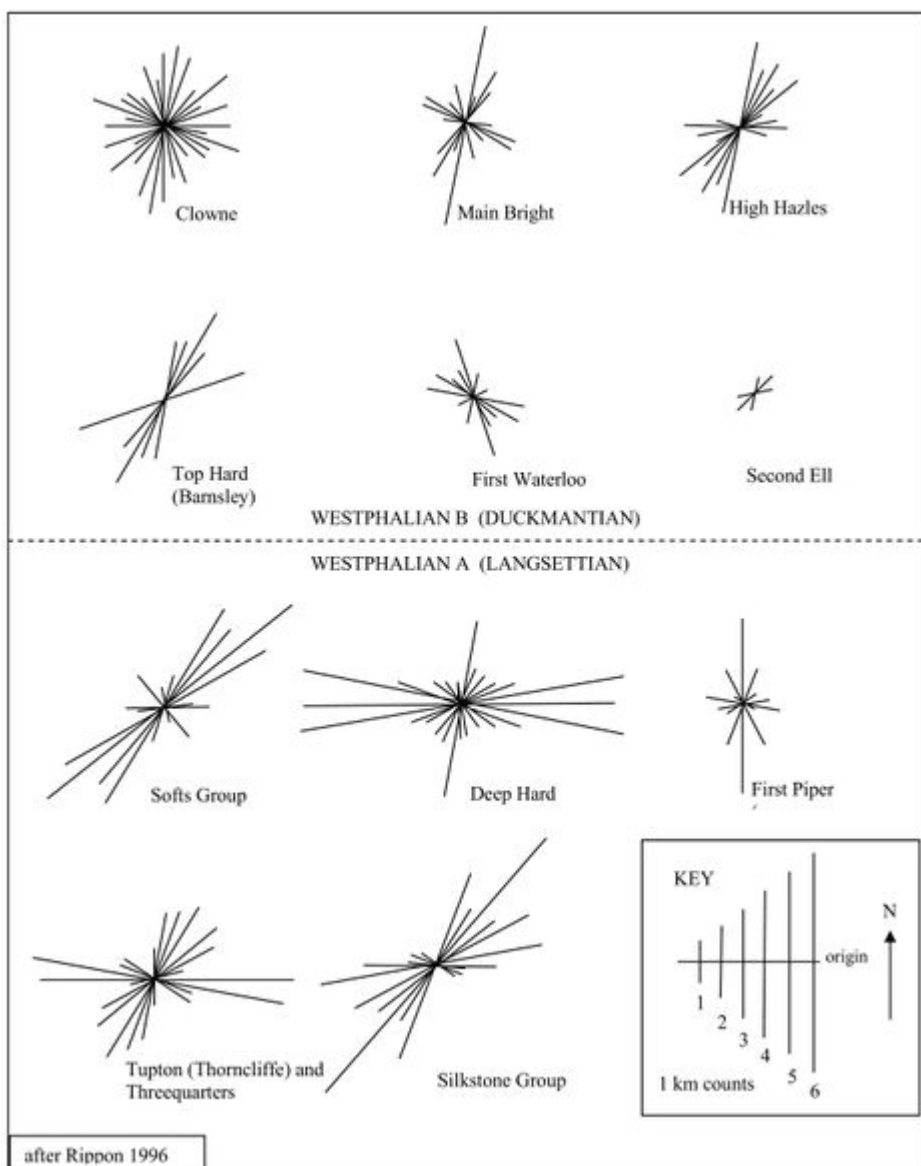 Clowne
Main Bright
High Hazles
Top Hard
(Barnsley)
First Waterloo
Second Ell
WESTPHALIAN B (DUCKMANTIAN)
WESTPHALIAN A (LANGSETTIAN)
Softs Group
Deep Hard
First Piper
Tupton (Thorncliffe) and
Threequarters
Silkstone Group
KEY
N
origin
1
2
3
4
5
6
1 km counts
after Rippon 1996